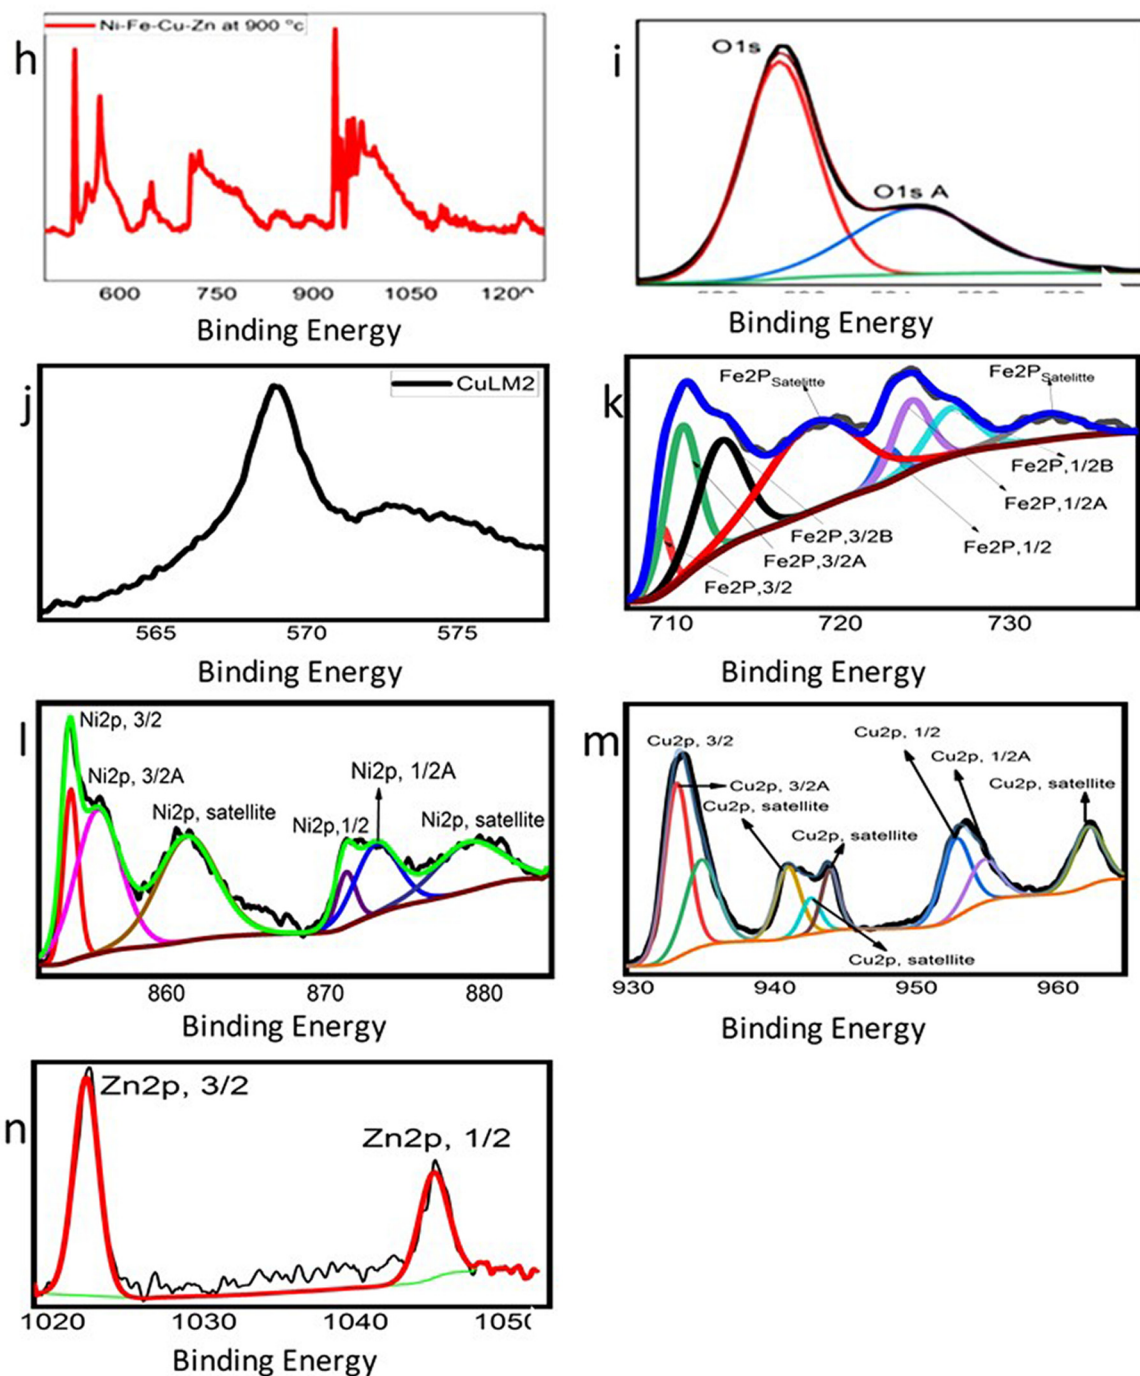 h
Ni-Fe-Cu-Zn at 900 °c
600 750 900 1050
Binding Energy
i
O1s
O1s A
Binding Energy
j
CuLM2
565 570 575
Binding Energy
k
Fe2P Satelitte
Fe2P Satelitte
Fe2P,1/2B
Fe2P,1/2A
Fe2P,1/2
Fe2P,3/2B
Fe2P,3/2A
Fe2P,3/2
710 720 730
Binding Energy
l
Ni2p, 3/2
Ni2p, 3/2A
Ni2p, satellite
Ni2p, 1/2A
Ni2p,1/2
Ni2p, satellite
860 870 880
Binding Energy
m
Cu2p, 3/2
Cu2p, 3/2A
Cu2p, satellite
Cu2p, satellite
Cu2p, satellite
Cu2p, 1/2
Cu2p, 1/2A
Cu2p, satellite
930 940 950 960
Binding Energy
n
Zn2p, 3/2
Zn2p, 1/2
1020 1030 1040
Binding Energy